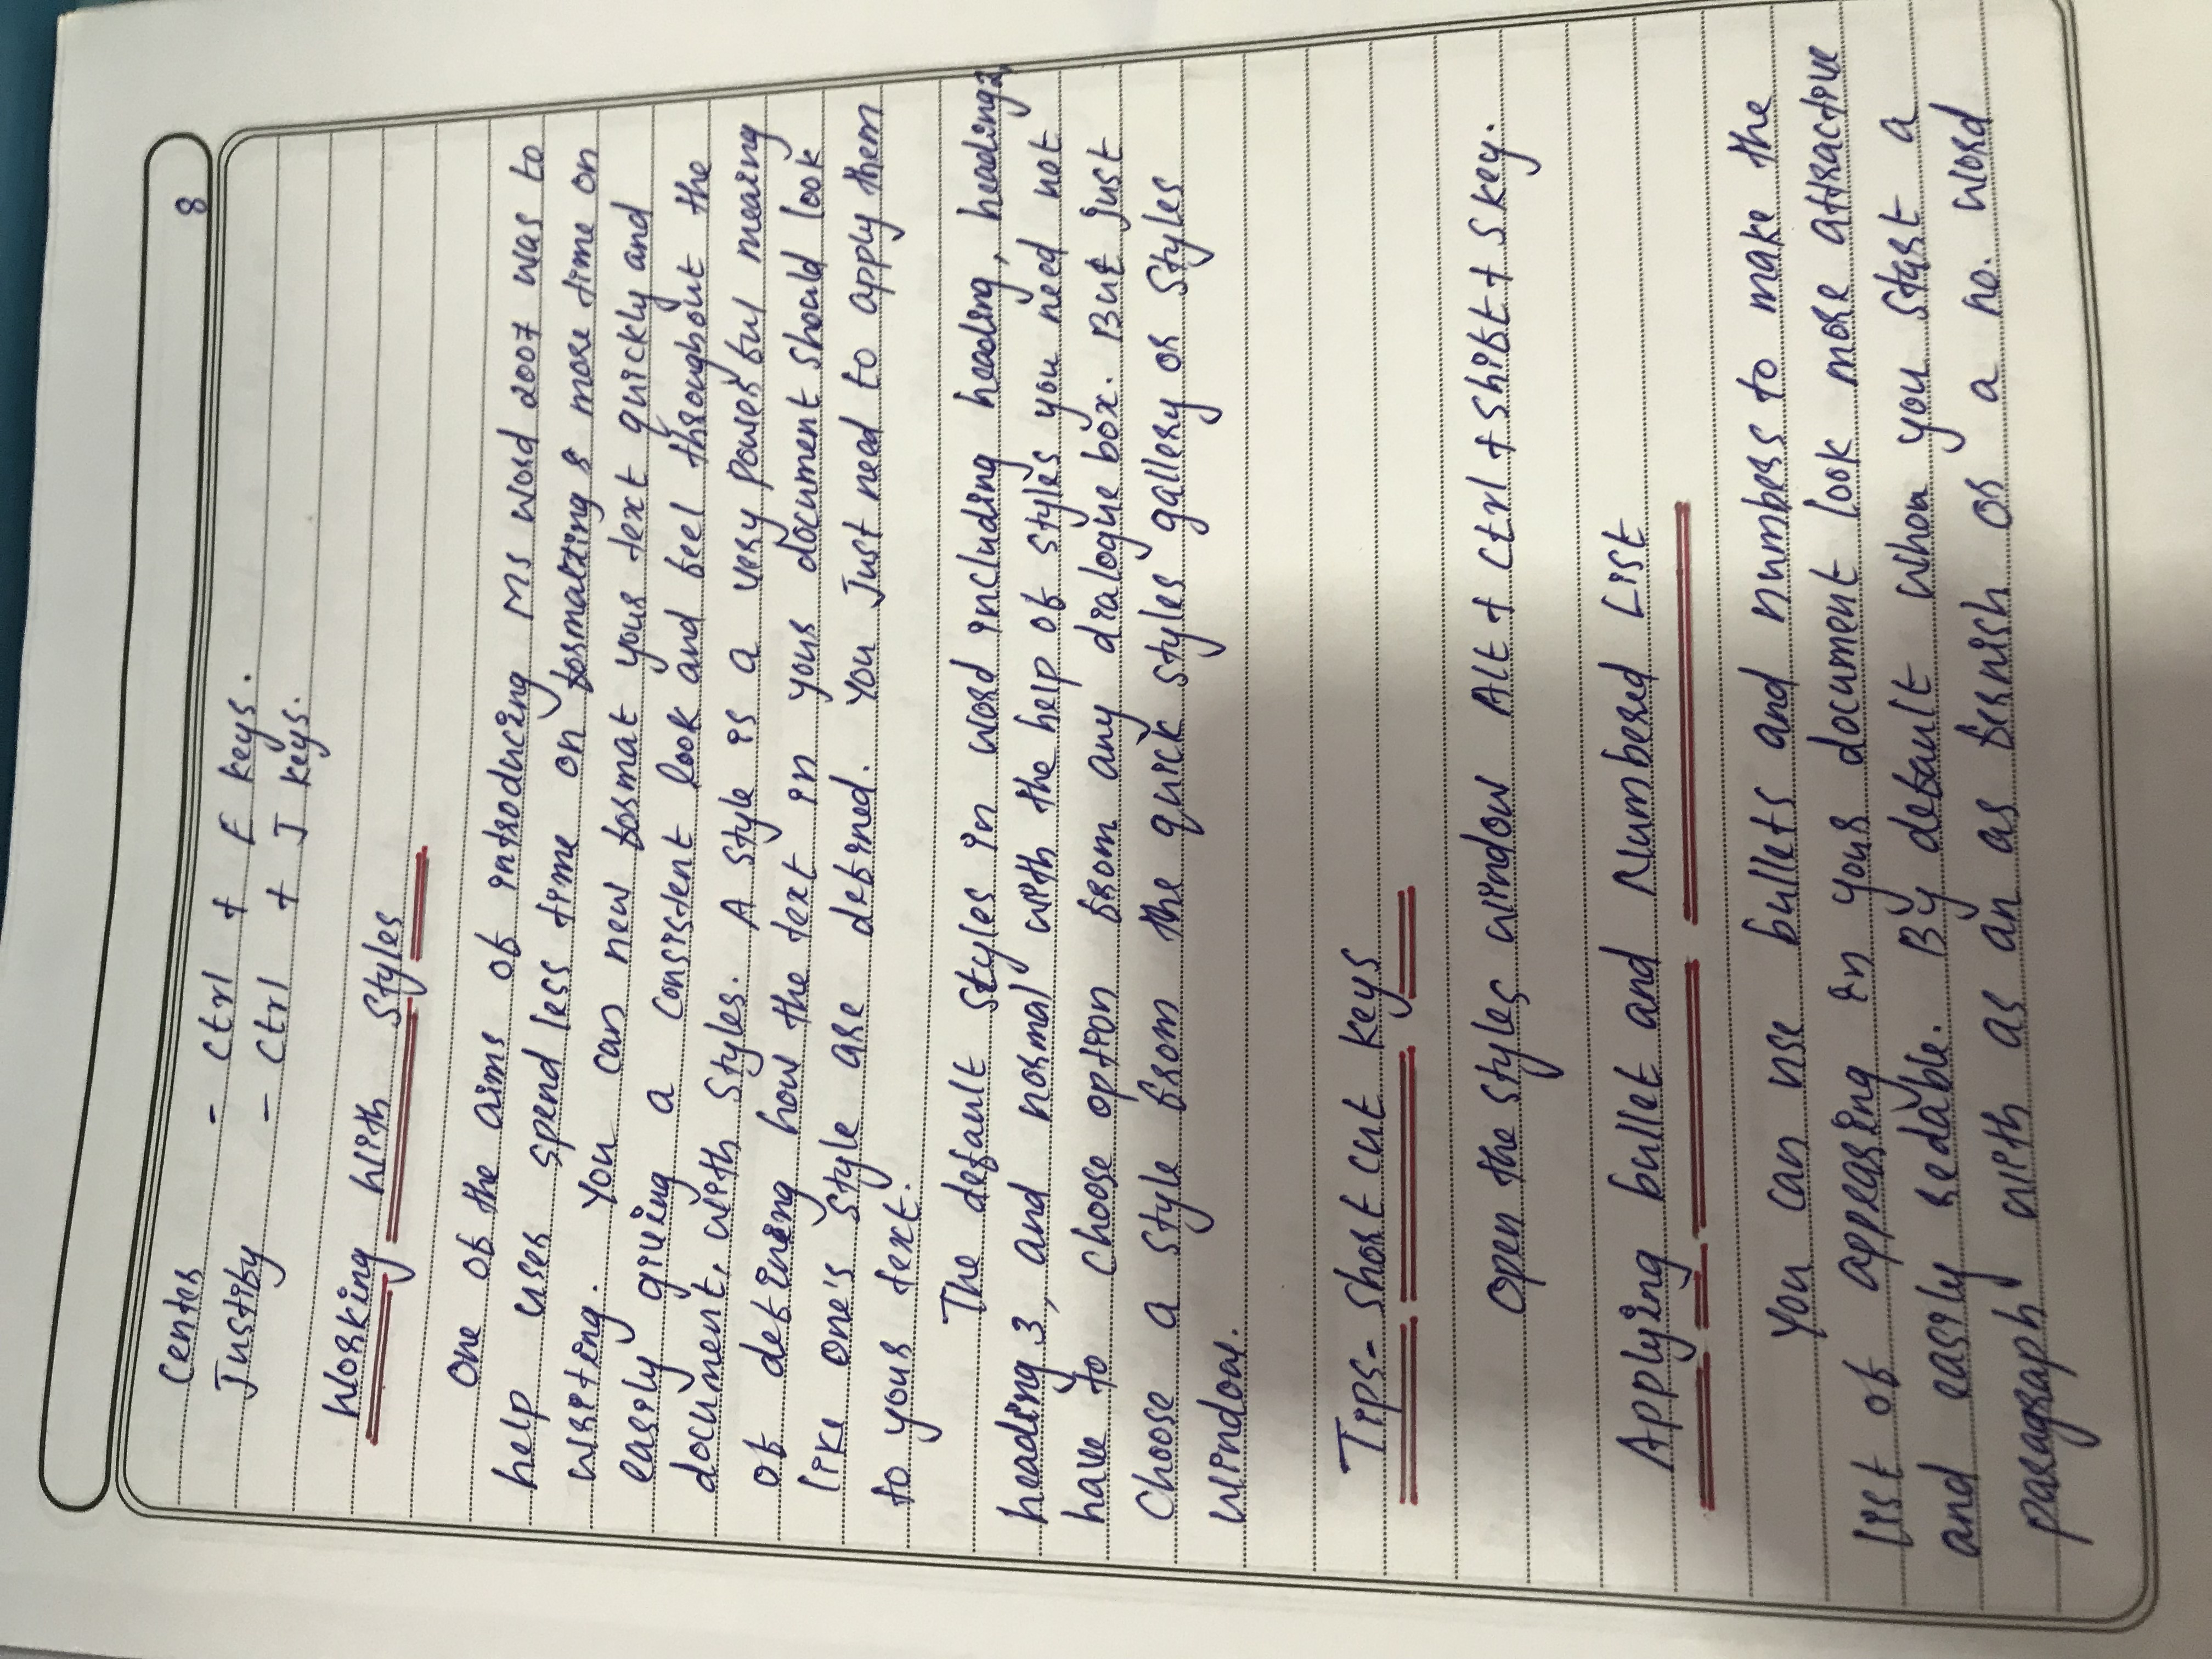 8
Center - Ctrl + E keys.
Justify - Ctrl + J keys.
Working With Styles
One of the aims of introducing MS Word 2007 was to
help user spend less time on formatting & more time on
writing. You can new format your text quickly and
easily giving a consistent look and feel throughout the
document, with Styles. A style is a very powerful meaing
of defining how the text in your document should look
like one's style are defined. You Just need to apply them
to your text.
The default styles in word including heading, heading 2,
heading 3, and normal with the help of styles you need not
have to choose option from any dialogue box. But just
Choose a style from the quick styles gallery or Styles
window.
Tips- Short cut keys
Open the styles window Alt + Ctrl + Shift + S key.
Applying bullet and Numbered List
You can use bullets and numbers to make the
list of appearing in your document look more attractive
and easily redable. By default when you start a
paragraph with as an as or a no. Word